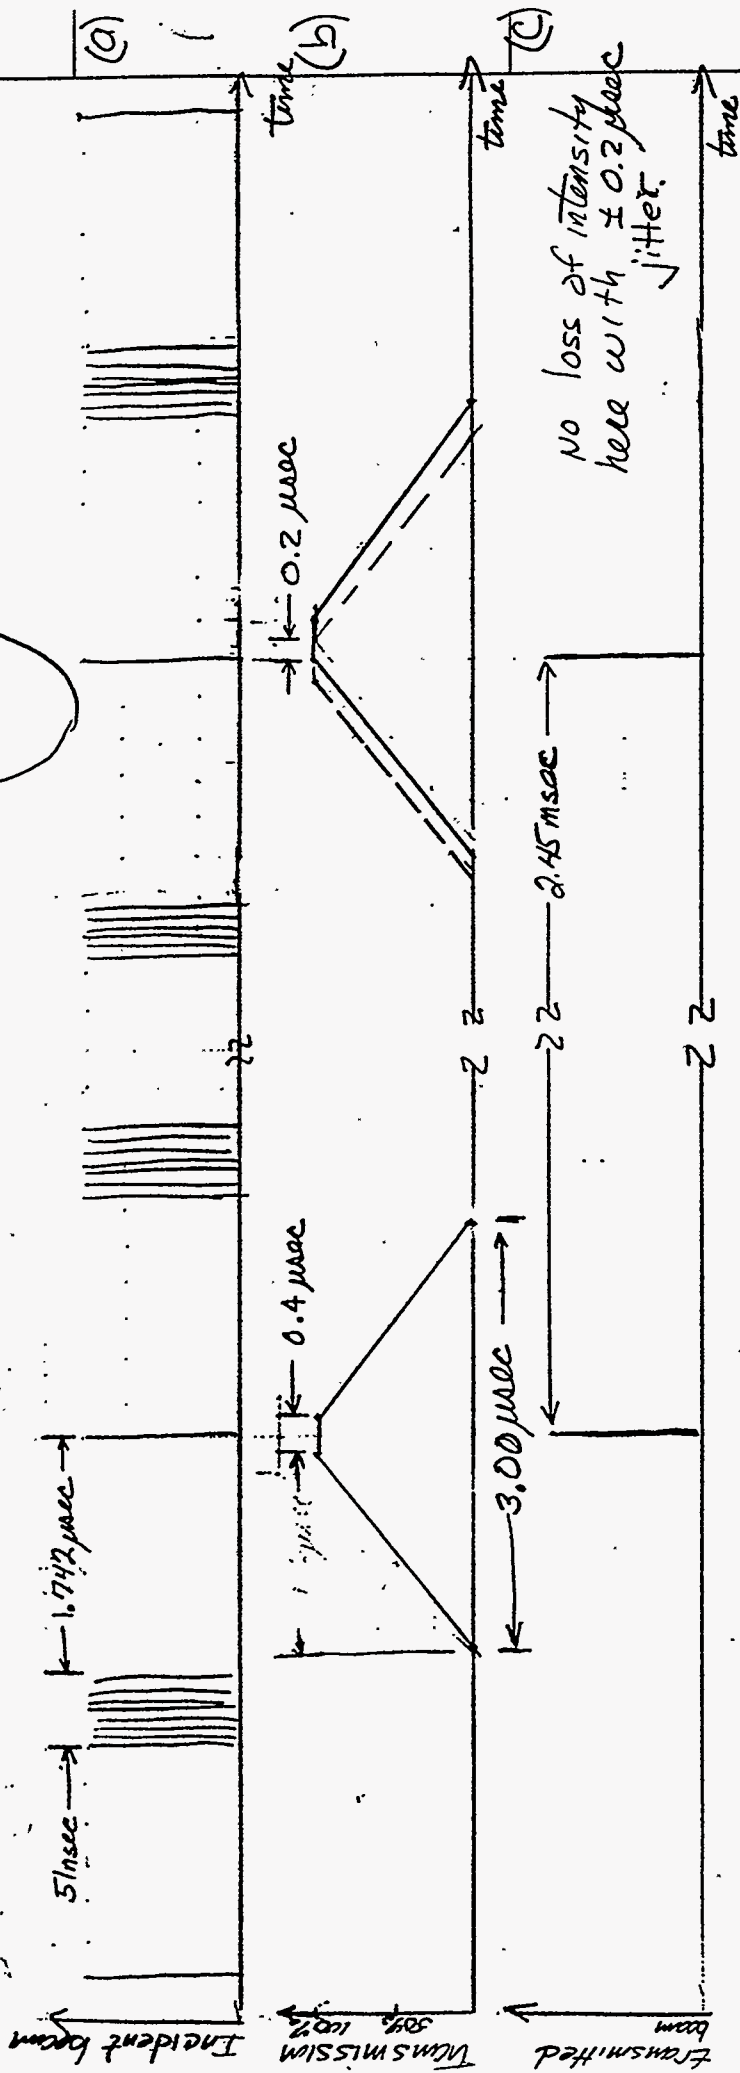 (a)
Incident beam
51nsec
1.742 µsec
time
(b)
Transmission
50%
100%
0.4 µsec
3.00 µsec
0.2 µsec
time
(c)
transmitted
beam
2.45 msec
No loss of intensity
here with ± 0.2 µsec
jitter.
time